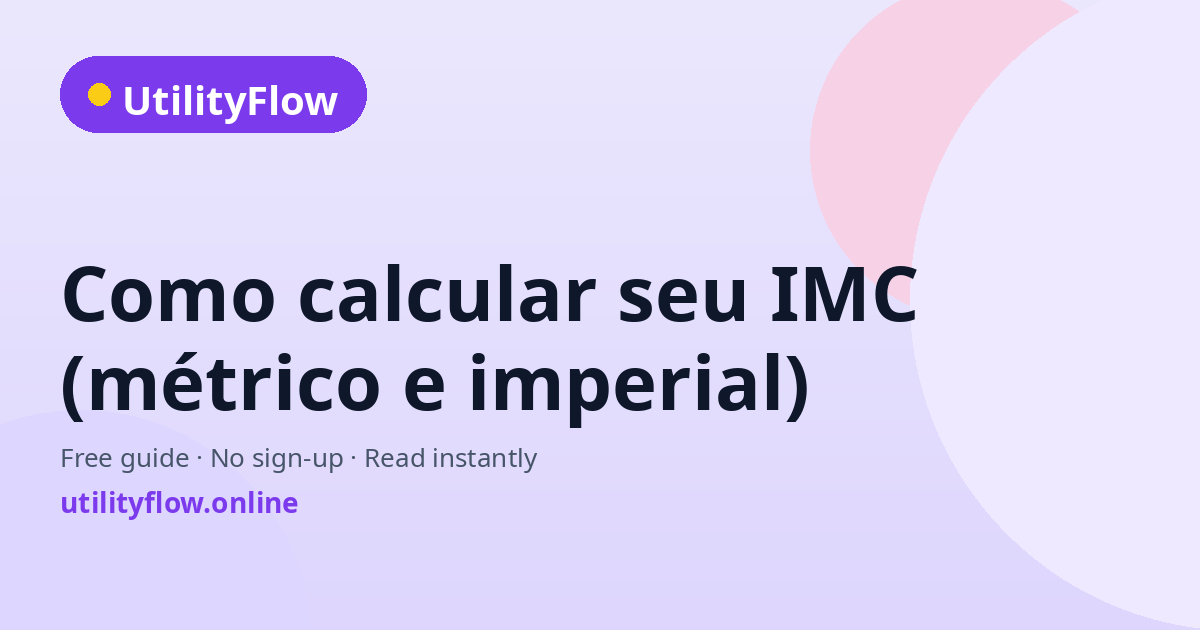 UtilityFlow
Como calcular seu IMC
(métrico e imperial)
Free guide · No sign-up · Read instantly
utilityflow.online